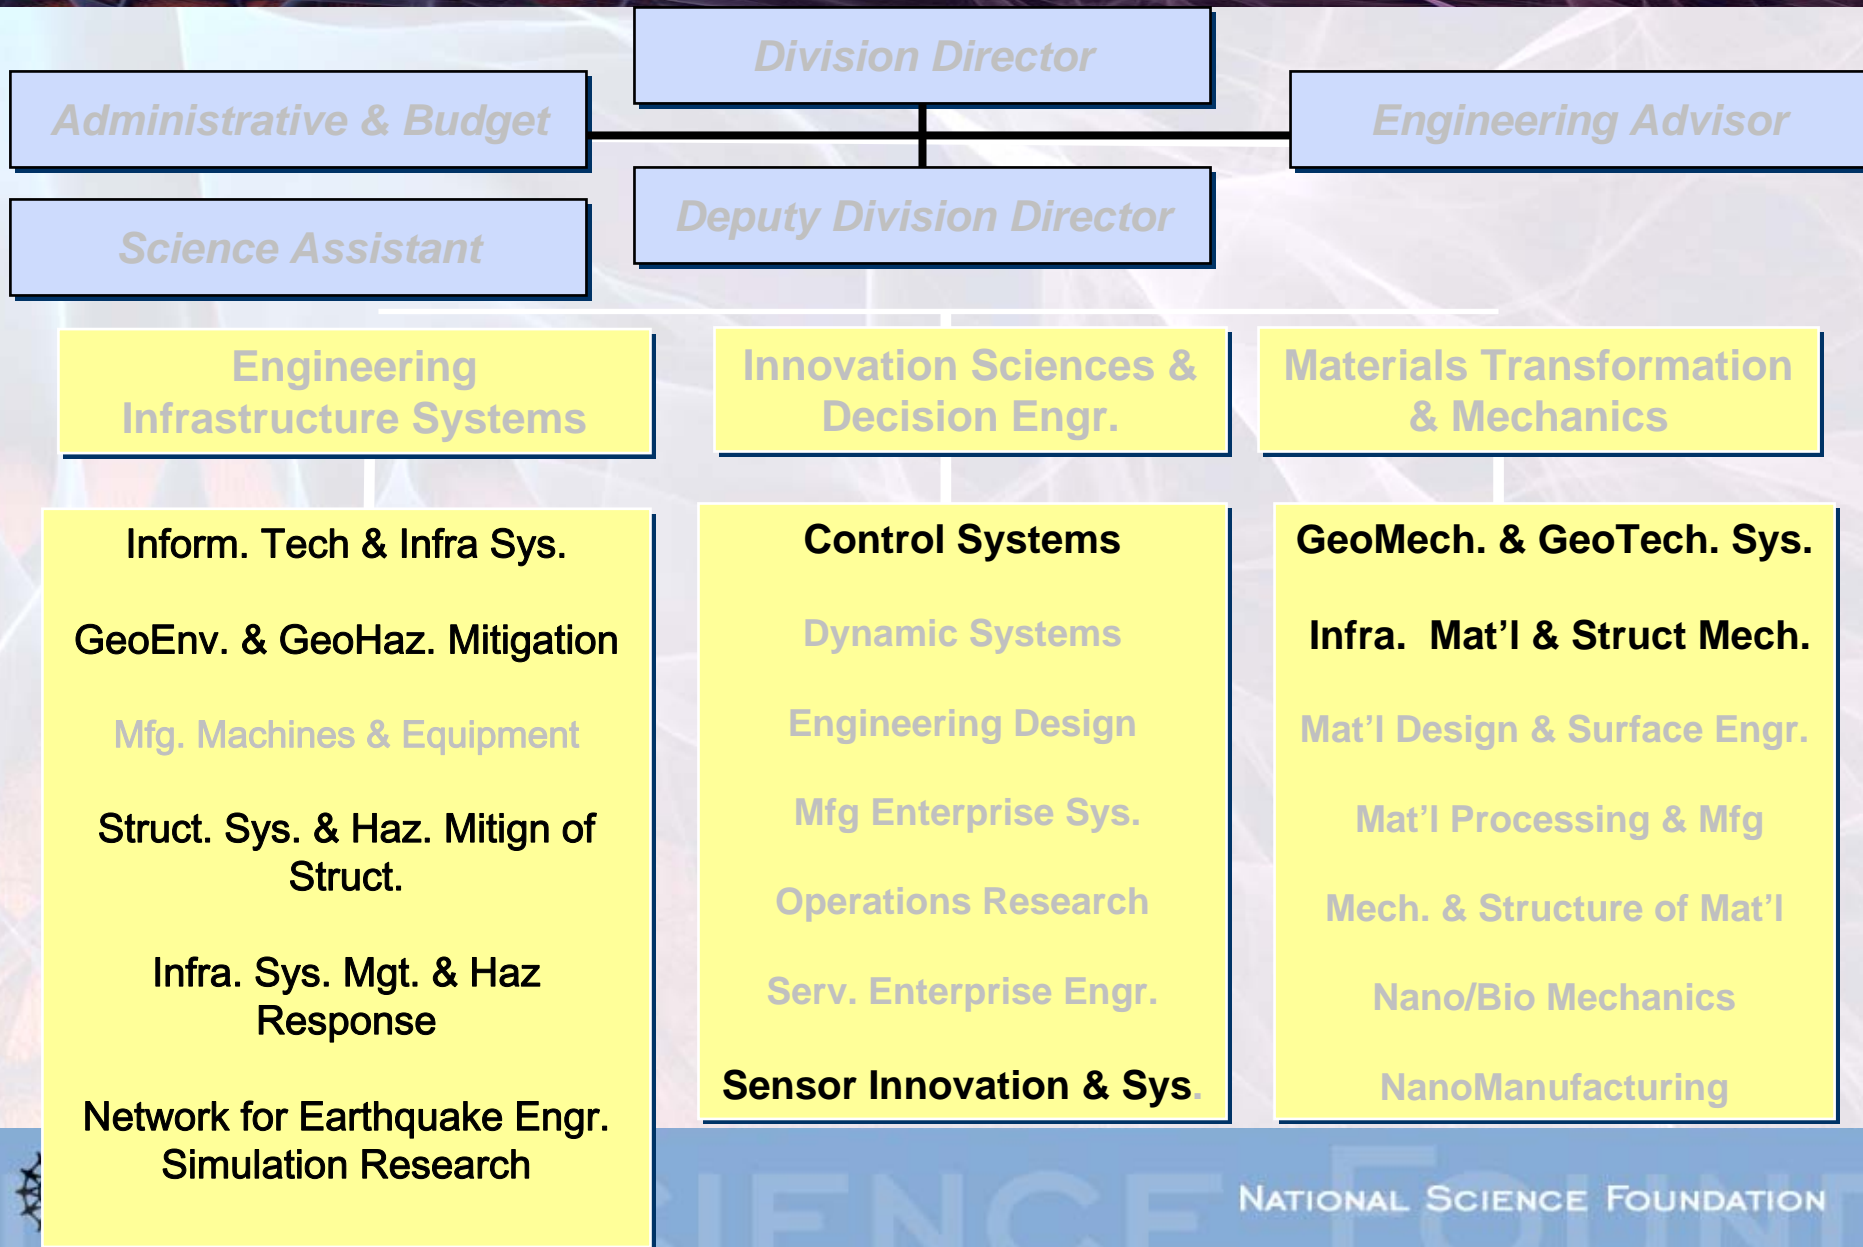 Division Director
Administrative & Budget
Engineering Advisor
Deputy Division Director
Science Assistant
Engineering
Infrastructure Systems
Innovation Sciences &
Decision Engr.
Materials Transformation
& Mechanics
Inform. Tech & Infra Sys.
GeoEnv. & GeoHaz. Mitigation
Mfg. Machines & Equipment
Struct. Sys. & Haz. Mitign of
Struct.
Infra. Sys. Mgt. & Haz
Response
Network for Earthquake Engr.
Simulation Research
Control Systems
Dynamic Systems
Engineering Design
Mfg Enterprise Sys.
Operations Research
Serv. Enterprise Engr.
Sensor Innovation & Sys.
GeoMech. & GeoTech. Sys.
Infra. Mat’l & Struct Mech.
Mat’l Design & Surface Engr.
Mat’l Processing & Mfg
Mech. & Structure of Mat’l
Nano/Bio Mechanics
NanoManufacturing
NATIONAL SCIENCE FOUNDATION